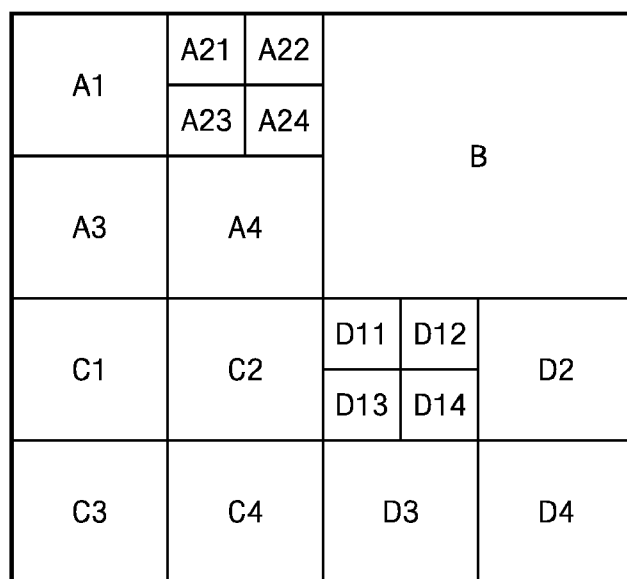 A1 A21 A22
A23 A24
B
A3 A4
D11 D12
C1 C2 D2
D13 D14
C3 C4 D3 D4